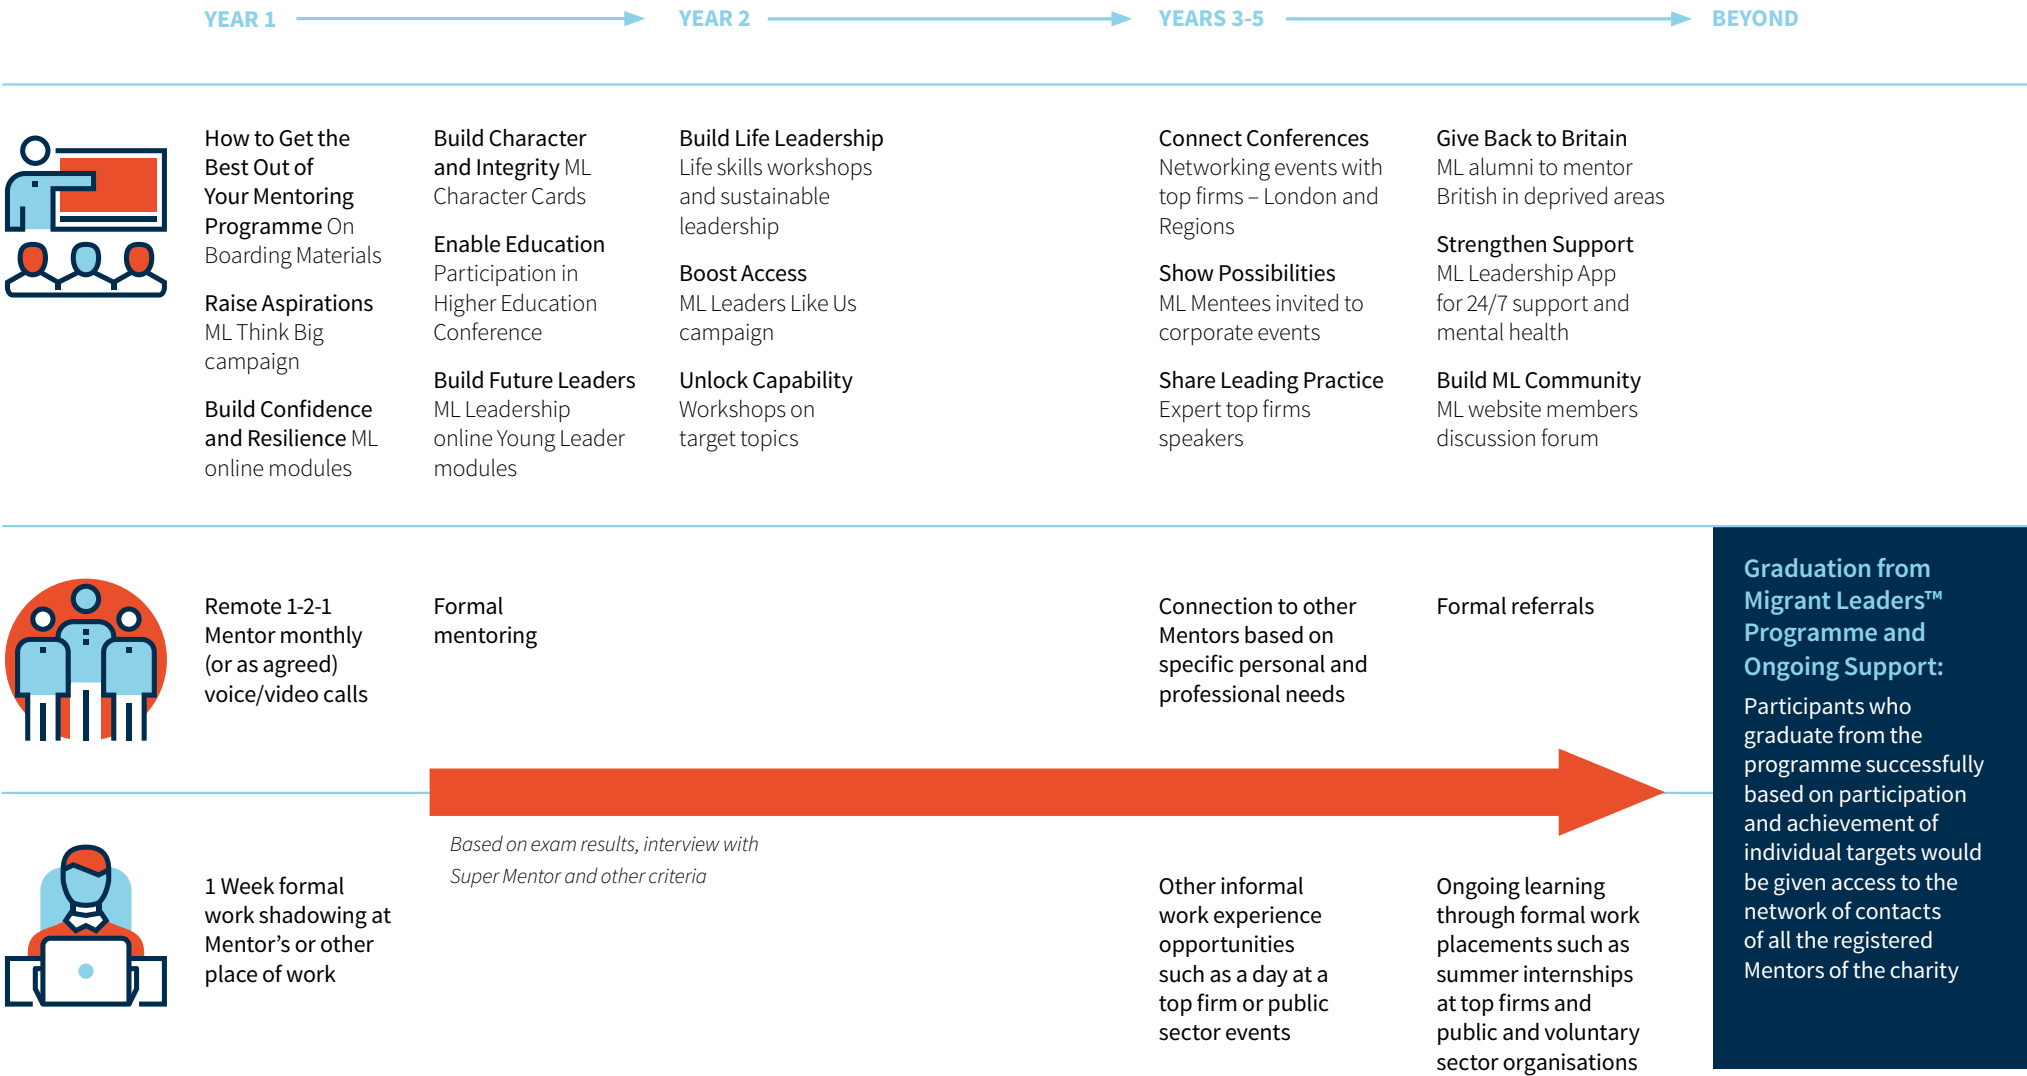 YEAR 1
YEAR 2
YEARS 3-5
BEYOND
How to Get the
Best Out of
Your Mentoring
Programme On
Boarding Materials
Raise Aspirations
ML Think Big
campaign
Build Confidence
and Resilience ML
online modules
Build Character
and Integrity ML
Character Cards
Enable Education
Participation in
Higher Education
Conference
Build Future Leaders
ML Leadership
online Young Leader
modules
Build Life Leadership
Life skills workshops
and sustainable
leadership
Boost Access
ML Leaders Like Us
campaign
Unlock Capability
Workshops on
target topics
Connect Conferences
Networking events with
top firms – London and
Regions
Show Possibilities
ML Mentees invited to
corporate events
Share Leading Practice
Expert top firms
speakers
Give Back to Britain
ML alumni to mentor
British in deprived areas
Strengthen Support
ML Leadership App
for 24/7 support and
mental health
Build ML Community
ML website members
discussion forum
Remote 1-2-1
Mentor monthly
(or as agreed)
voice/video calls
Formal
mentoring
Connection to other
Mentors based on
specific personal and
professional needs
Formal referrals
Based on exam results, interview with
Super Mentor and other criteria
1 Week formal
work shadowing at
Mentor’s or other
place of work
Other informal
work experience
opportunities
such as a day at a
top firm or public
sector events
Ongoing learning
through formal work
placements such as
summer internships
at top firms and
public and voluntary
sector organisations
Graduation from
Migrant Leaders™
Programme and
Ongoing Support:
Participants who
graduate from the
programme successfully
based on participation
and achievement of
individual targets would
be given access to the
network of contacts
of all the registered
Mentors of the charity